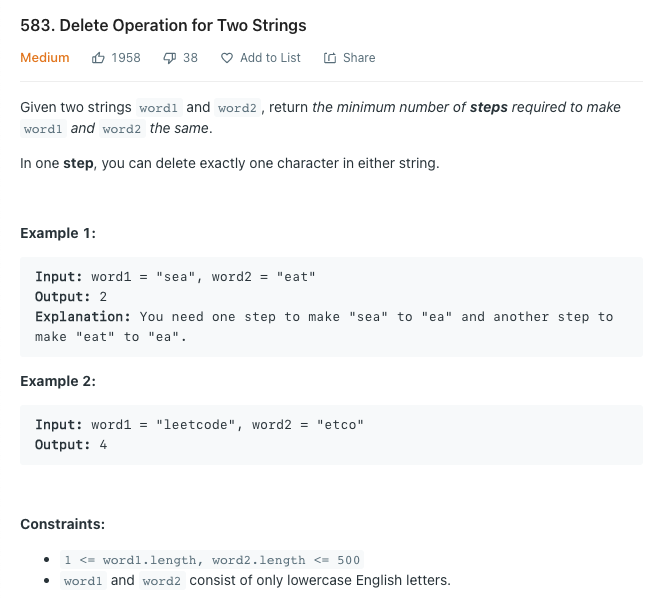 583. Delete Operation for Two Strings
Medium 1958 38 Add to List Share
Given two strings word1 and word2 , return the minimum number of steps required to make
word1 and word2 the same.
In one step, you can delete exactly one character in either string.
Example 1:
Input: word1 = "sea", word2 = "eat"
Output: 2
Explanation: You need one step to make "sea" to "ea" and another step to
make "eat" to "ea".
Example 2:
Input: word1 = "leetcode", word2 = "etco"
Output: 4
Constraints:
• 1 <= word1.length, word2.length <= 500
• word1 and word2 consist of only lowercase English letters.